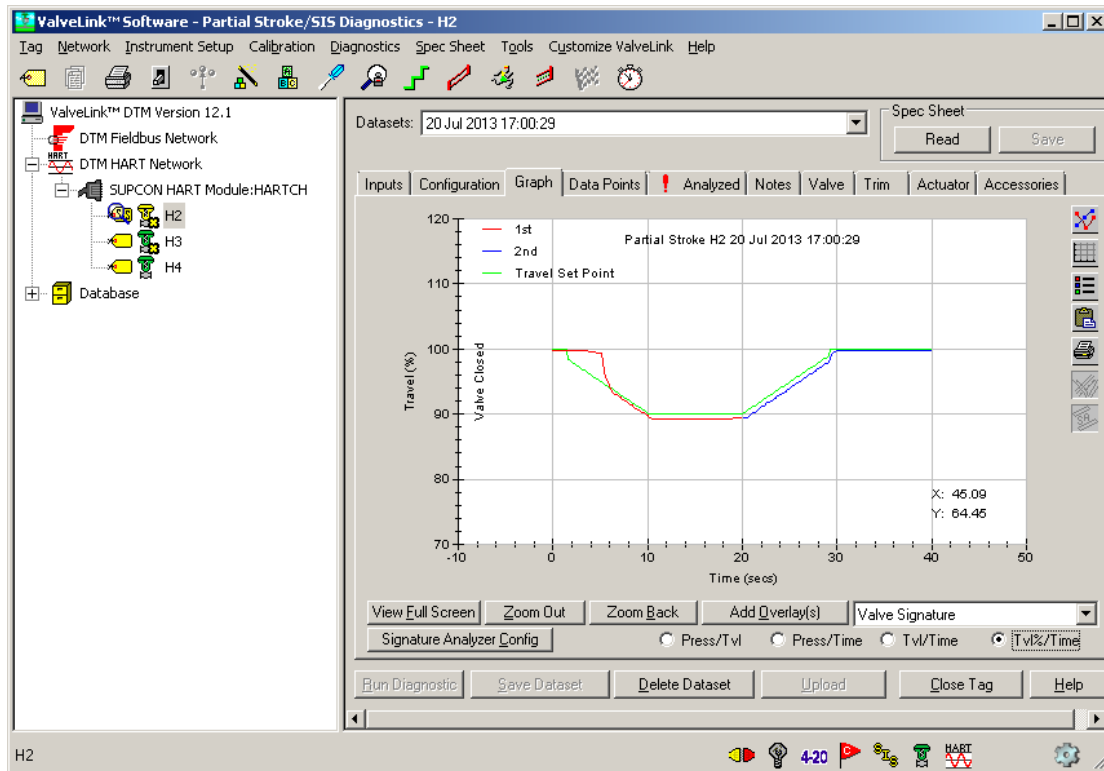 ValveLink™ Software - Partial Stroke/SIS Diagnostics - H2
Tag Network Instrument Setup Calibration Diagnostics Spec Sheet Tools Customize ValveLink Help
A
B C
ValveLink™ DTM Version 12.1
DTM Fieldbus Network
HART
DTM HART Network
SUPCON HART Module:HARTCH
H2
H3
H4
Database
Datasets: 20 Jul 2013 17:00:29
Spec Sheet
Read Save
Inputs Configuration Graph Data Points ! Analyzed Notes Valve Trim Actuator Accessories
Partial Stroke H2 20 Jul 2013 17:00:29
1st
2nd
Travel Set Point
120
110
100
90
80
70
Travel (%)
Valve Closed
X: 45.09
Y: 64.45
-10 0 10 20 30 40 50
Time (secs)
View Full Screen Zoom Out Zoom Back Add Overlay(s) Valve Signature
Signature Analyzer Config Press/Tvl Press/Time Tvl/Time Tvl%/Time
Run Diagnostic Save Dataset Delete Dataset Upload Close Tag Help
H2
4-20 C SIS HART